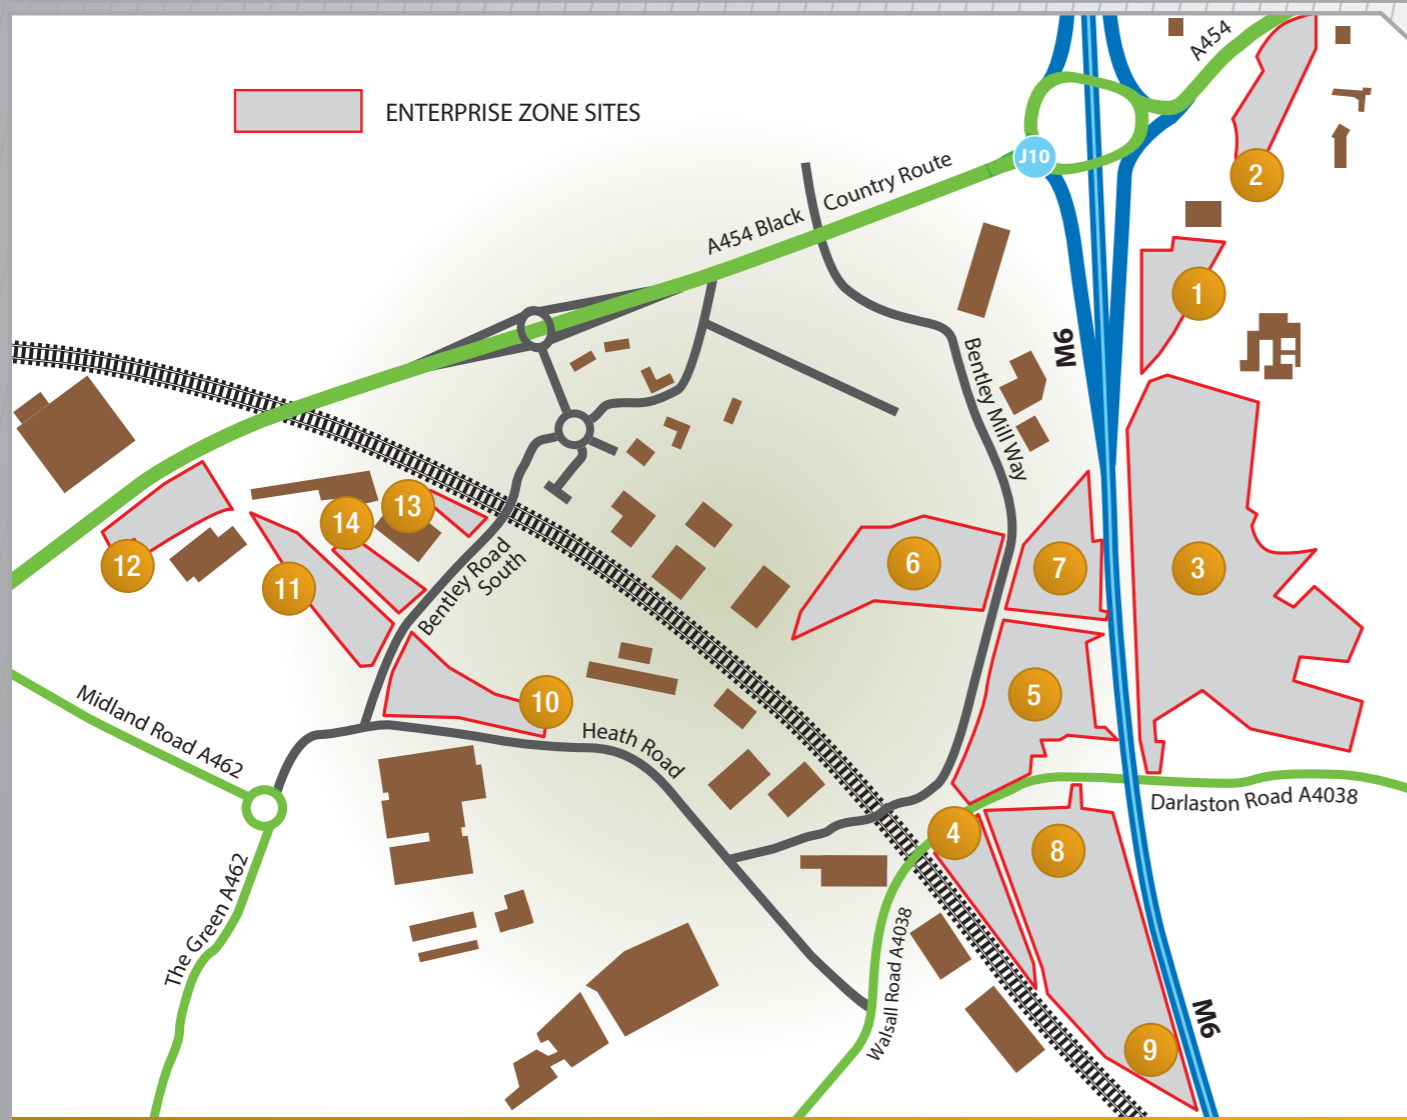 A454
ENTERPRISE ZONE SITES
J10
2
A454 Black Country Route
1
M6
Bentley Mill Way
13
14
12
11
Bentley Road
South
6
7
3
5
10
Midland Road A462
Heath Road
Darlaston Road A4038
4
8
The Green A462
Walsall Road A4038
M6
9